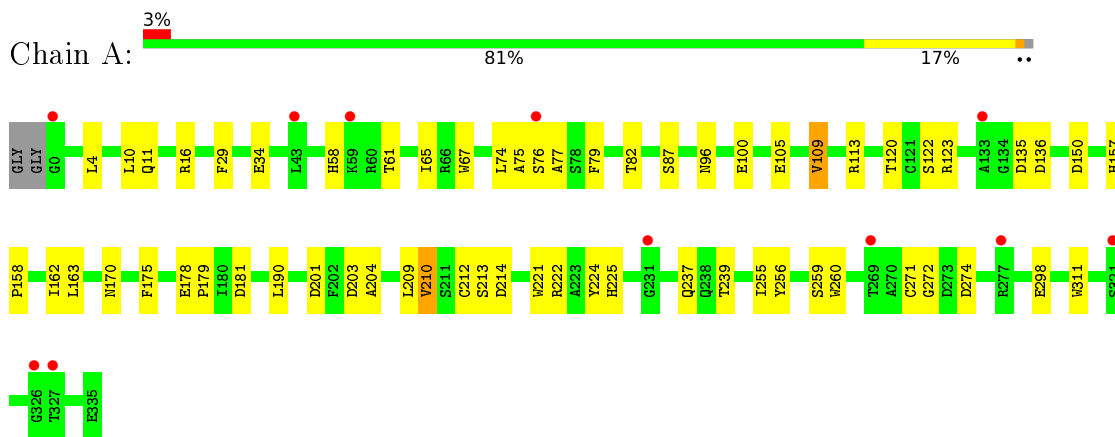 3%
Chain A:
81% 17% ••
GLY GLY G0 L4 L10 Q11 R16 F29 E34 L43 H58 K59 R60 T61 I65 R66 W67 L74 A75 S76 A77 S78 F79 T82 S87 N96 E100 E105 V109 R113 T120 C121 S122 R123 A133 G134 D135 D136 D150 H157
P158 I162 L163 N170 F175 E178 P179 I180 D181 L190 D201 F202 D203 A204 L209 V210 S211 C212 S213 D214 W221 R222 A223 Y224 H225 G231 Q237 Q238 T239 I255 Y256 S259 W260 T269 A270 C271 G272 D273 D274 R277 E298 W311 S321
G326 T327 E335